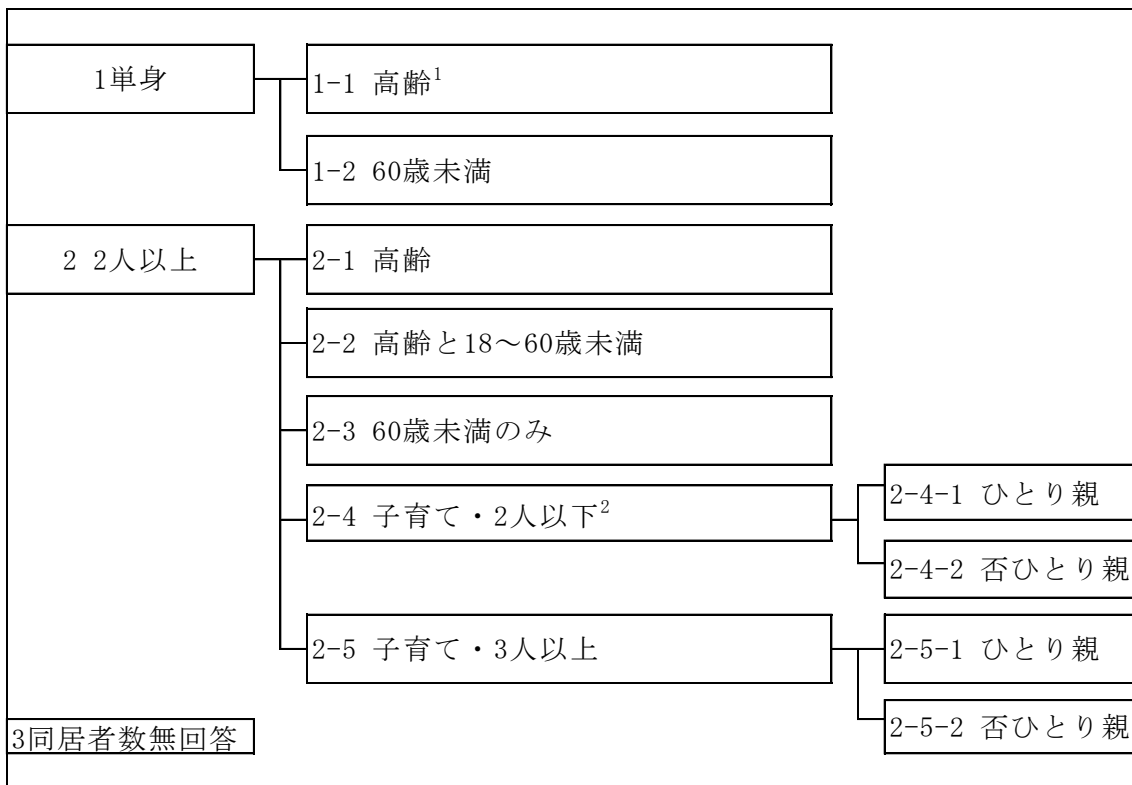 1単身
1-1 高齢¹
1-2 60歳未満
2 2人以上
2-1 高齢
2-2 高齢と18～60歳未満
2-3 60歳未満のみ
2-4 子育て・2人以下²
2-4-1 ひとり親
2-4-2 否ひとり親
2-5 子育て・3人以上
2-5-1 ひとり親
2-5-2 否ひとり親
3同居者数無回答